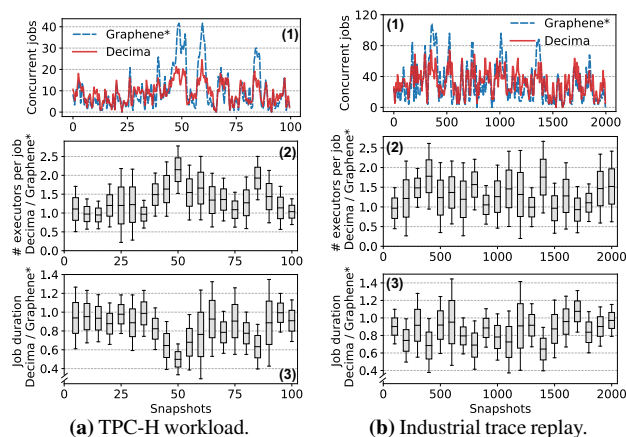 (1)
Graphene*
Decima
Concurrent jobs
40
30
20
10
0
0 25 50 75 100
(2)
# executors per job
Decima / Graphene*
2.5
2.0
1.5
1.0
0.5
0 25 50 75 100
Job duration
Decima / Graphene*
1.4
1.2
1.0
0.8
0.6
0.4
(3)
0 25 50 75 100
Snapshots
(a) TPC-H workload.
(1)
Graphene*
Decima
Concurrent jobs
120
80
40
0
0 500 1000 1500 2000
(2)
# executors per job
Decima / Graphene*
2.5
2.0
1.5
1.0
0.5
0.0
0 500 1000 1500 2000
(3)
Job duration
Decima / Graphene*
1.4
1.2
1.0
0.8
0.6
0.4
0 500 1000 1500 2000
Snapshots
(b) Industrial trace replay.